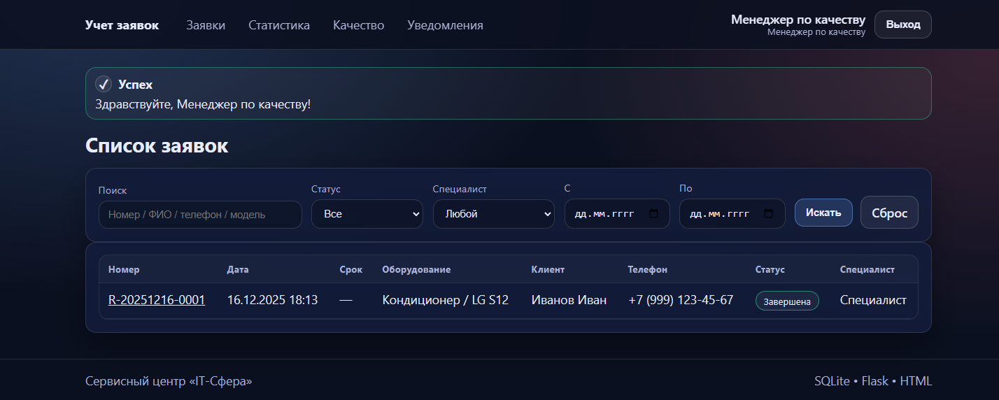 Учет заявок Заявки Статистика Качество Уведомления Менеджер по качеству Выход
Менеджер по качеству
Успех
Здравствуйте, Менеджер по качеству!
Список заявок
Поиск Статус Специалист С По
Номер / ФИО / телефон / модель Все Любой дд.мм.гггг дд.мм.гггг Искать Сброс
Номер Дата Срок Оборудование Клиент Телефон Статус Специалист
R-20251216-0001 16.12.2025 18:13 — Кондиционер / LG S12 Иванов Иван +7 (999) 123-45-67 Завершена Специалист
Сервисный центр «IT-Сфера» SQLite • Flask • HTML